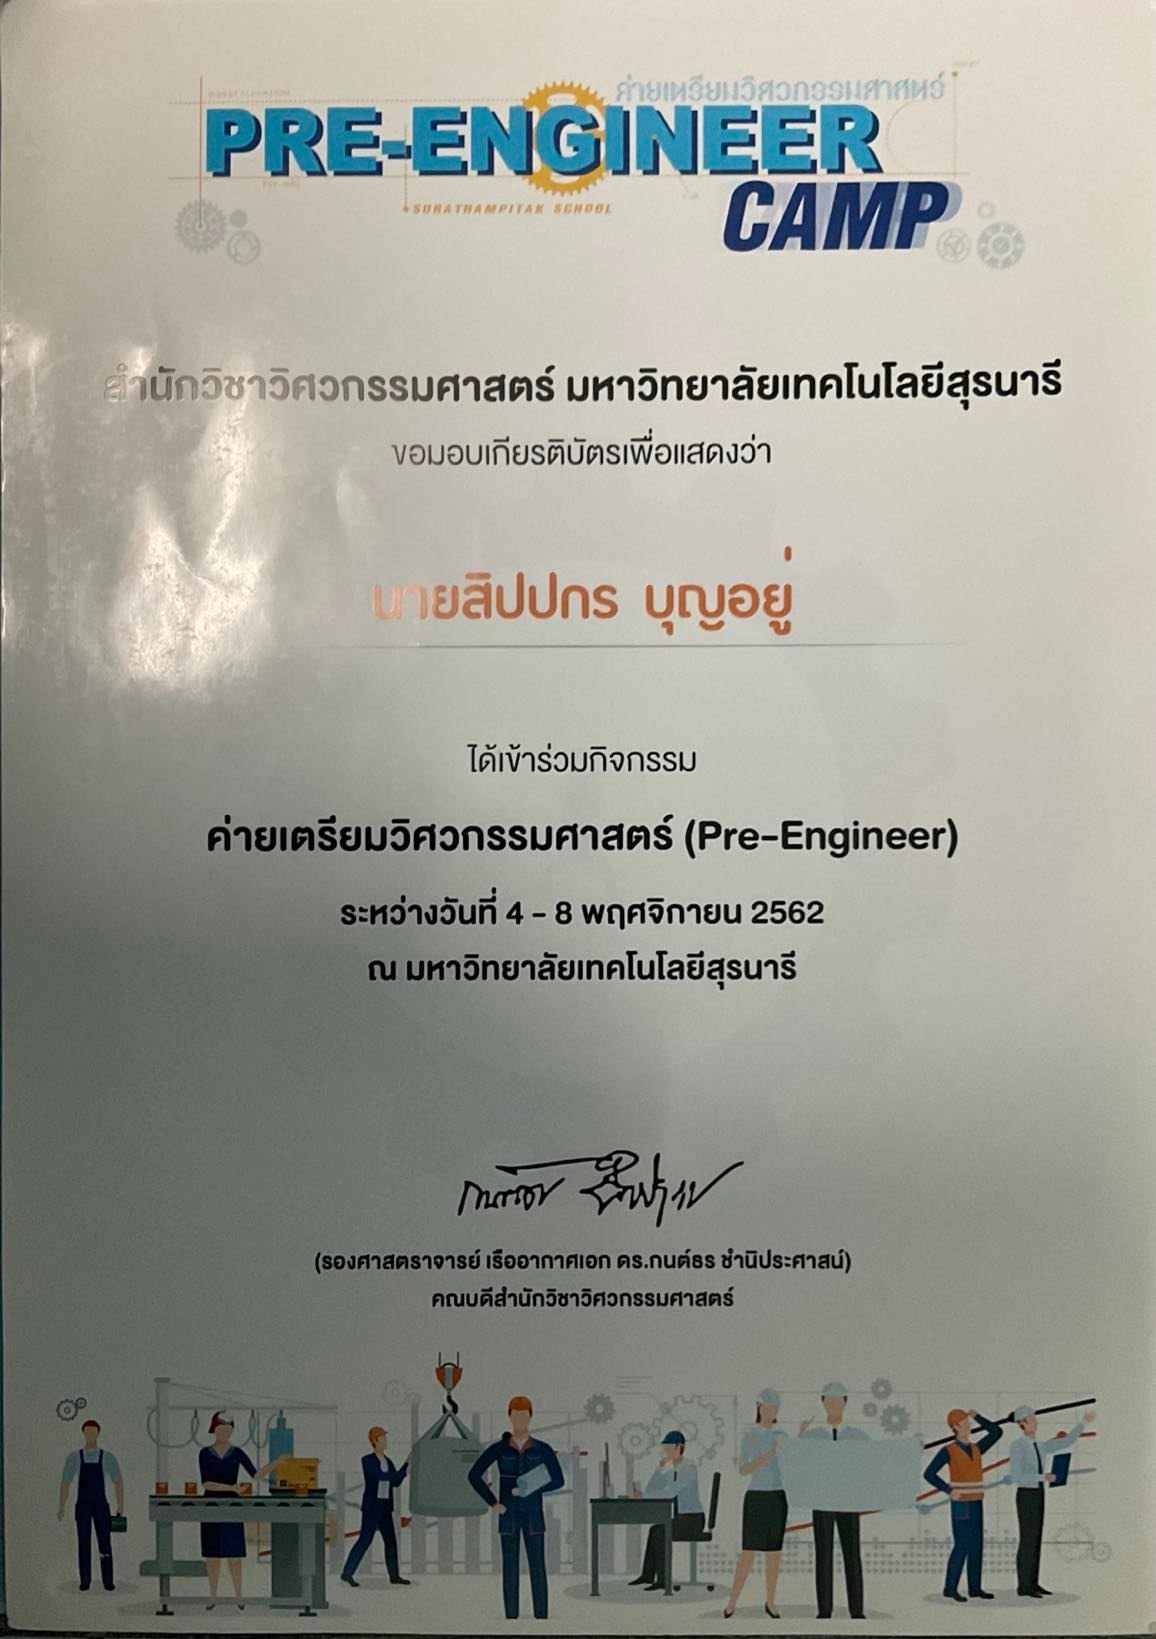 ค่ายเตรียมวิศวกรรมศาสตร์
PRE-ENGINEER
SURATHAMPITAK SCHOOL
CAMP
สำนักวิชาวิศวกรรมศาสตร์ มหาวิทยาลัยเทคโนโลยีสุรนารี
ขอมอบเกียรติบัตรเพื่อแสดงว่า
นายสิปปกร บุญอยู่
ได้เข้าร่วมกิจกรรม
ค่ายเตรียมวิศวกรรมศาสตร์ (Pre-Engineer)
ระหว่างวันที่ 4 - 8 พฤศจิกายน 2562
ณ มหาวิทยาลัยเทคโนโลยีสุรนารี
(รองศาสตราจารย์ เรืออากาศเอก ดร.กนต์ธร ชำนิประศาสน์)
คณบดีสำนักวิชาวิศวกรรมศาสตร์